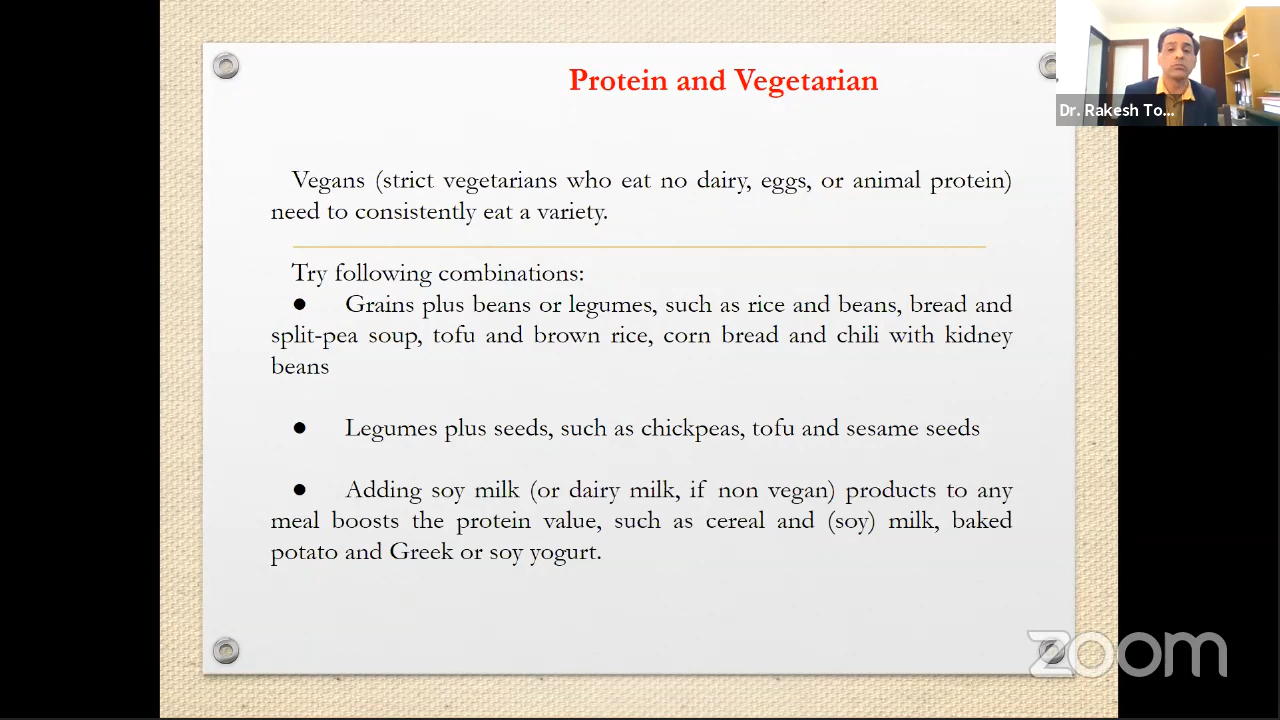 Protein and Vegetarian
Dr. Rakesh To...
Vegans (strict vegetarians who eat no dairy, eggs, or animal protein)
need to consistently eat a variety.
Try following combinations:
● Grains plus beans or legumes, such as rice and beans, bread and
split-pea soup, tofu and brown rice, corn bread and chili with kidney
beans
● Legumes plus seeds, such as chickpeas, tofu and sesame seeds
● Adding soy milk (or dairy milk, if non vegan) products to any
meal boosts the protein value, such as cereal and (soy) milk, baked
potato and Greek or soy yogurt.
zoom